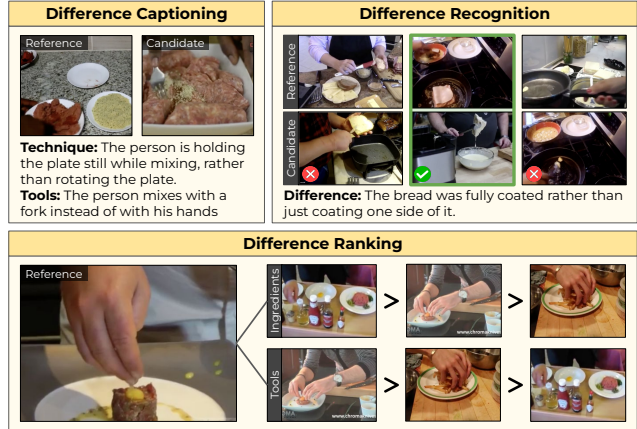 Difference Captioning
Reference
Candidate
Technique: The person is holding
the plate still while mixing, rather
than rotating the plate.
Tools: The person mixes with a
fork instead of with his hands
Difference Recognition
Reference
Candidate
Difference: The bread was fully coated rather than
just coating one side of it.
Difference Ranking
Reference
Ingredients
>
>
Tools
>
>